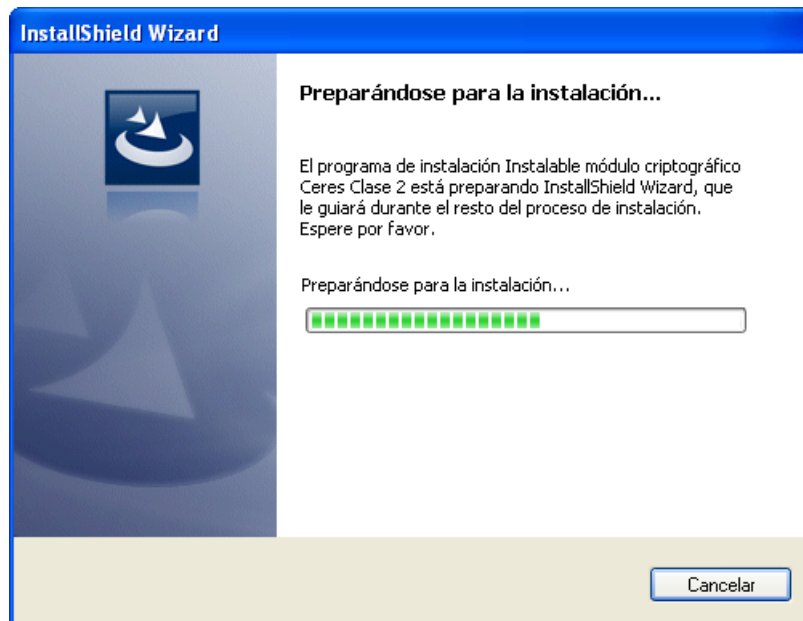 InstallShield Wizard
Preparándose para la instalación...
El programa de instalación Instalable módulo criptográfico
Ceres Clase 2 está preparando InstallShield Wizard, que
le guiará durante el resto del proceso de instalación.
Espere por favor.
Preparándose para la instalación...
Cancelar